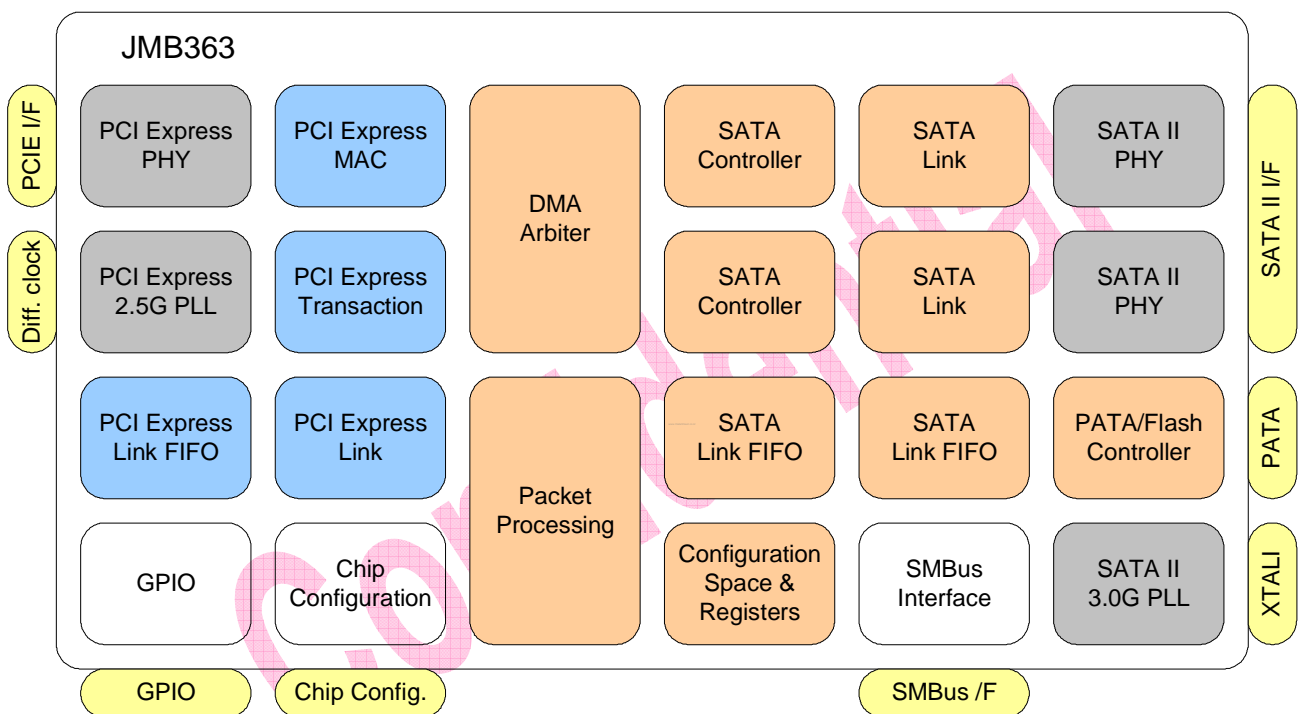 JMB363
PCIE I/F
PCI Express
PHY
PCI Express
MAC
DMA
Arbiter
SATA
Controller
SATA
Link
SATA II
PHY
SATA II I/F
Diff. clock
PCI Express
2.5G PLL
PCI Express
Transaction
SATA
Controller
SATA
Link
SATA II
PHY
PCI Express
Link FIFO
PCI Express
Link
Packet
Processing
SATA
Link FIFO
SATA
Link FIFO
PATA/Flash
Controller
PATA
GPIO
Chip
Configuration
Configuration
Space &
Registers
SMBus
Interface
SATA II
3.0G PLL
XTALI
GPIO
Chip Config.
SMBus /F
Confidential